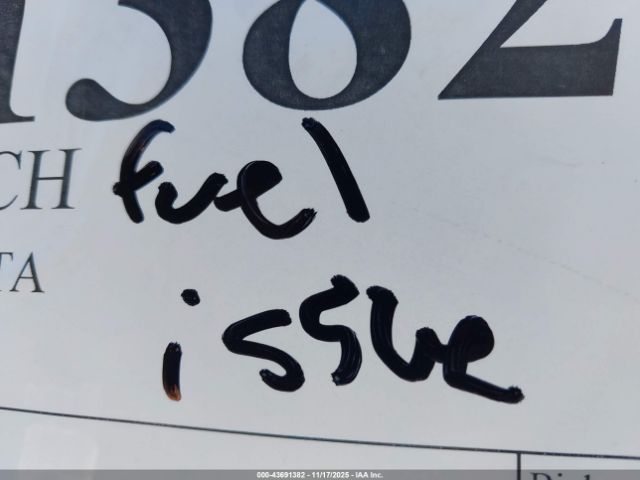 1382
CH
fuel
TA
issue
000-43691382 - 11/17/2025 - IAA Inc.